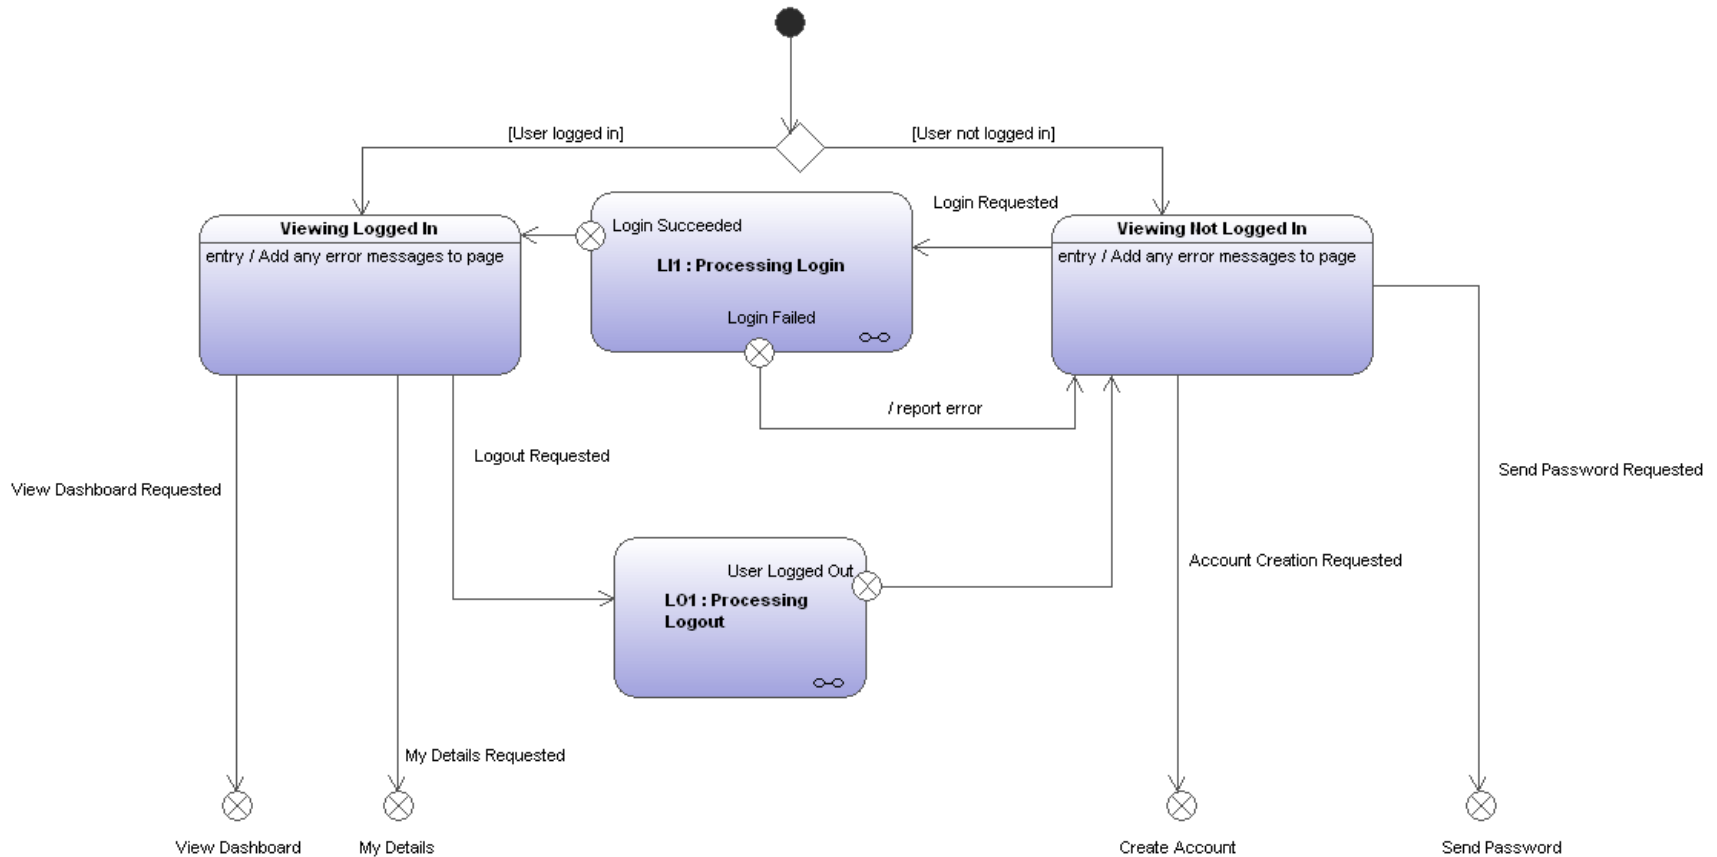 [User logged in]
[User not logged in]
Login Requested
Viewing Logged In
entry / Add any error messages to page
Login Succeeded
LI1 : Processing Login
Login Failed
Viewing Not Logged In
entry / Add any error messages to page
/ report error
Logout Requested
View Dashboard Requested
Send Password Requested
User Logged Out
LO1 : Processing
Logout
Account Creation Requested
My Details Requested
View Dashboard
My Details
Create Account
Send Password